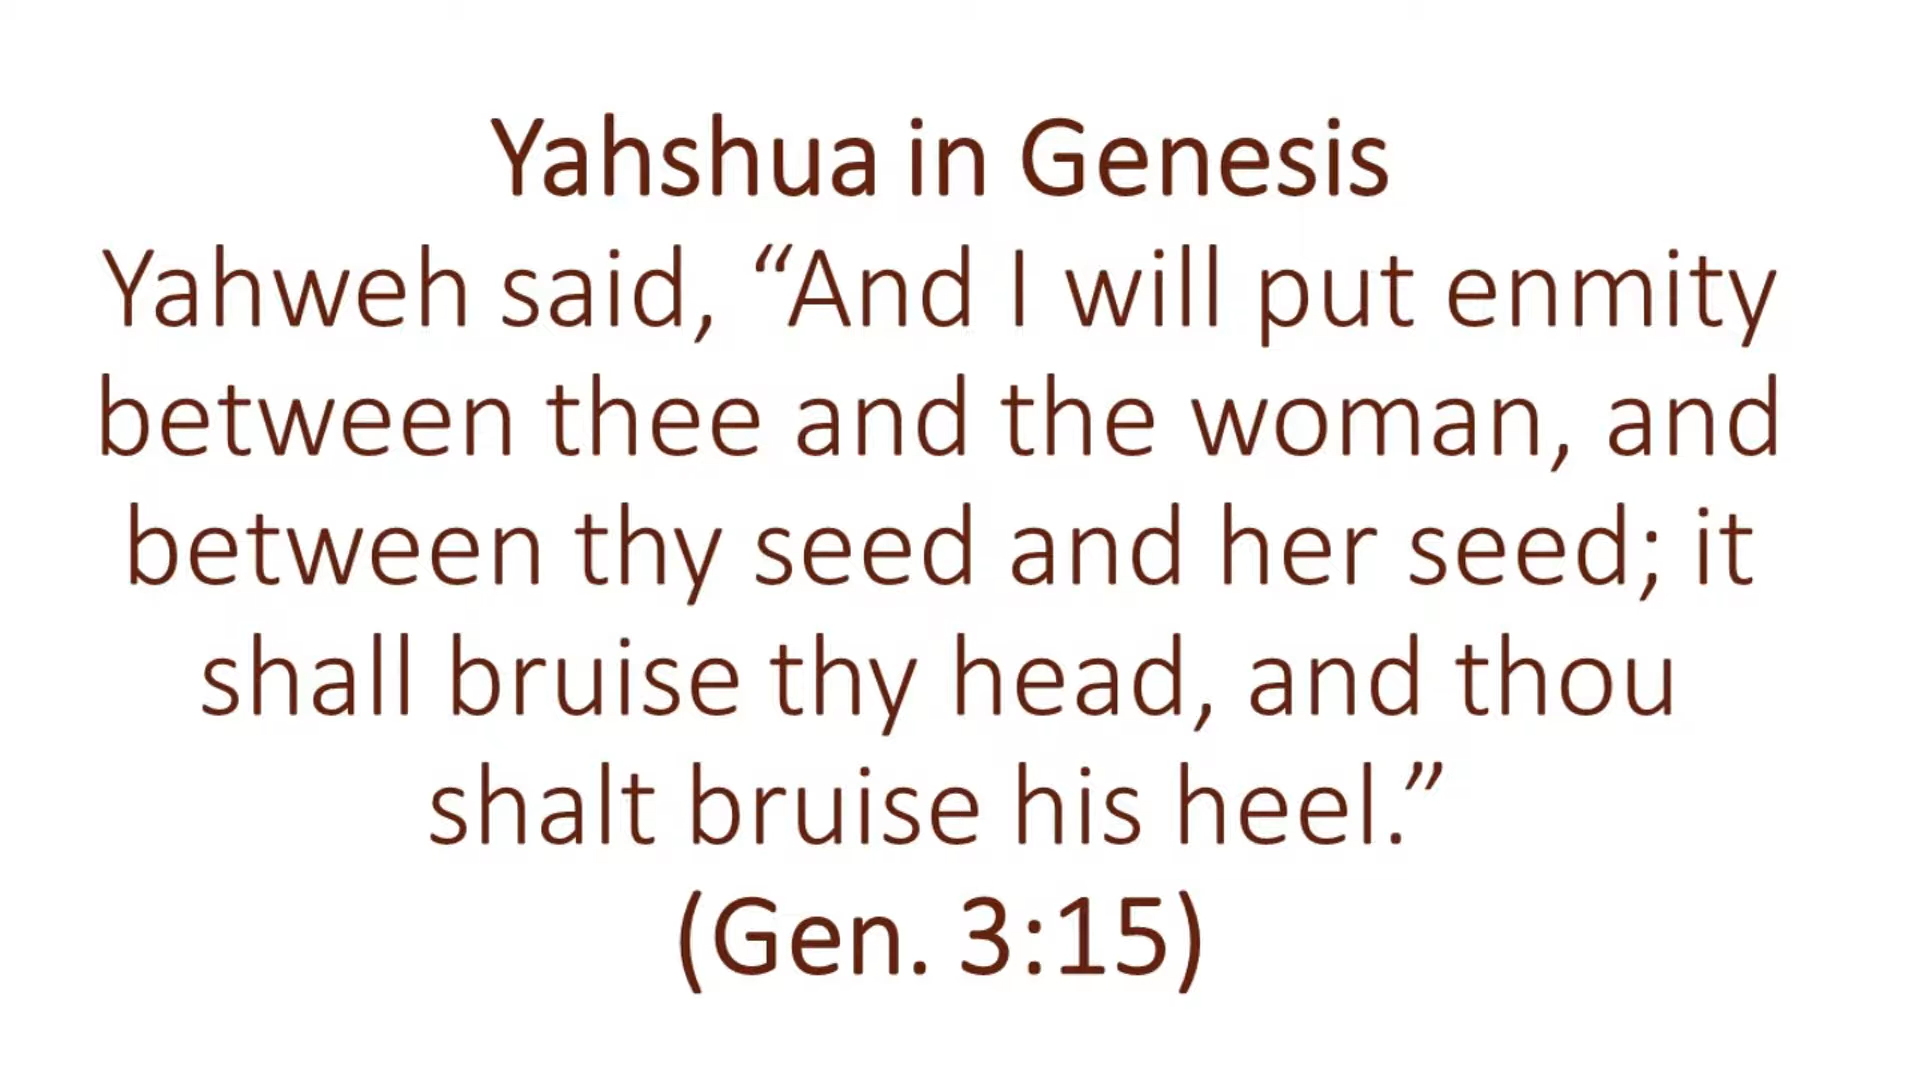 Yahshua in Genesis
Yahweh said, “And I will put enmity
between thee and the woman, and
between thy seed and her seed; it
shall bruise thy head, and thou
shalt bruise his heel.”
(Gen. 3:15)